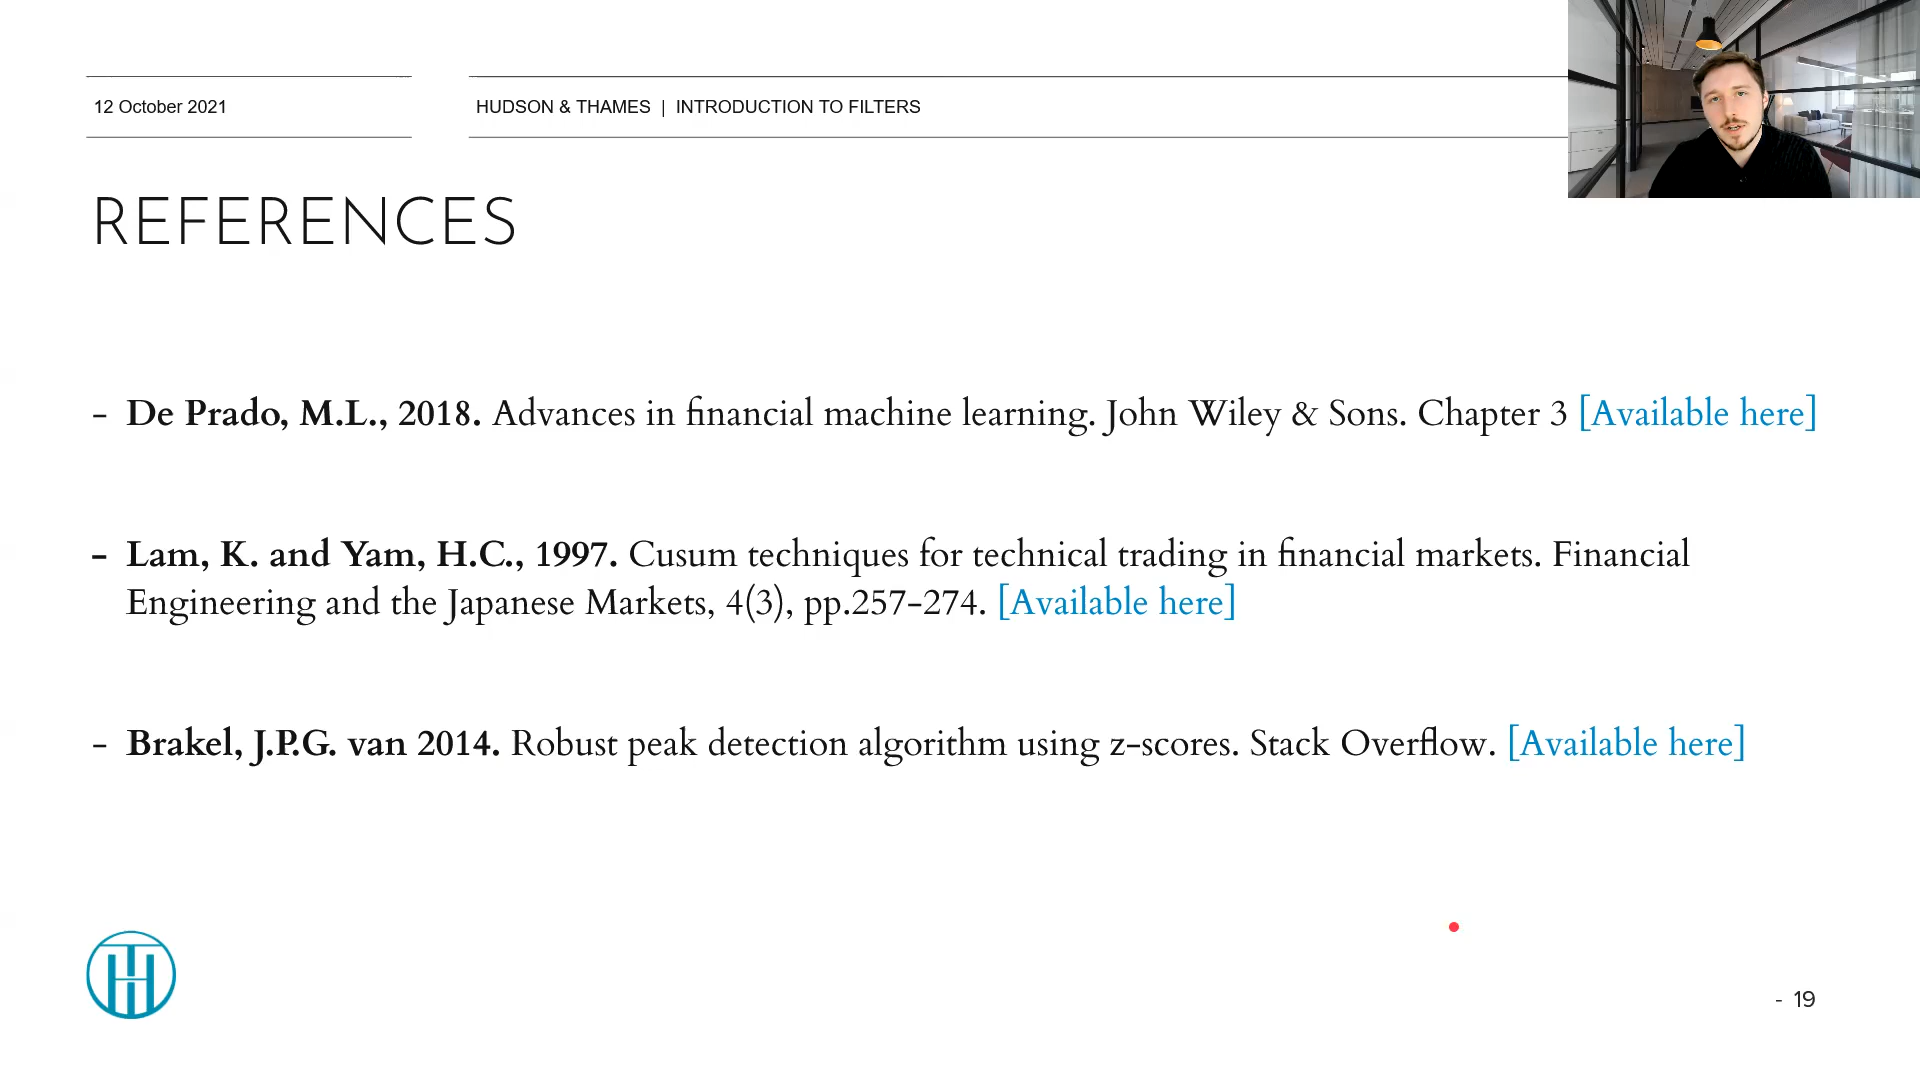 12 October 2021
HUDSON & THAMES | INTRODUCTION TO FILTERS
REFERENCES
- De Prado, M.L., 2018. Advances in financial machine learning. John Wiley & Sons. Chapter 3 [Available here]
- Lam, K. and Yam, H.C., 1997. Cusum techniques for technical trading in financial markets. Financial
Engineering and the Japanese Markets, 4(3), pp.257-274. [Available here]
- Brakel, J.P.G. van 2014. Robust peak detection algorithm using z-scores. Stack Overflow. [Available here]
- 19